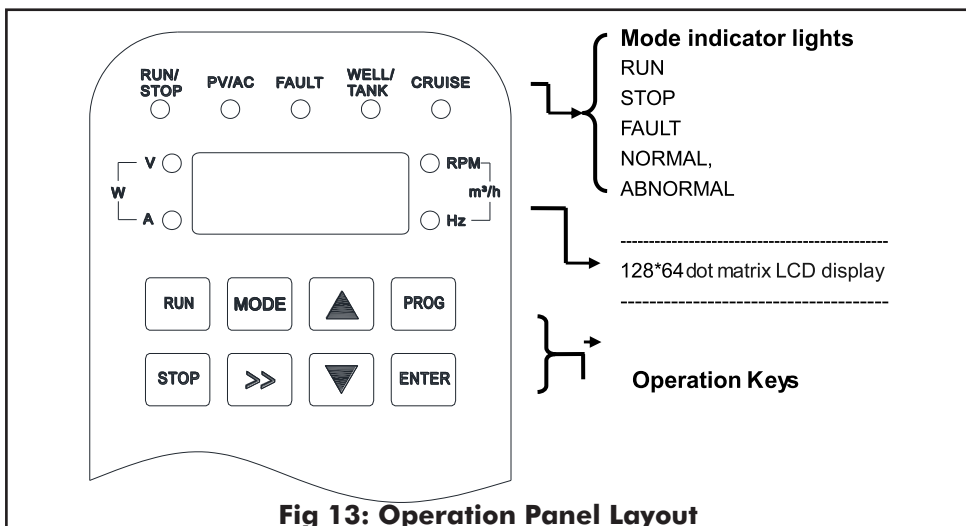 RUN/
STOP
PV/AC
FAULT
WELL/
TANK
CRUISE
V
W
A
RPM
m³/h
Hz
RUN
MODE
PROG
STOP
>>
ENTER
Mode indicator lights
RUN
STOP
FAULT
NORMAL,
ABNORMAL
128*64 dot matrix LCD display
Operation Keys
Fig 13: Operation Panel Layout